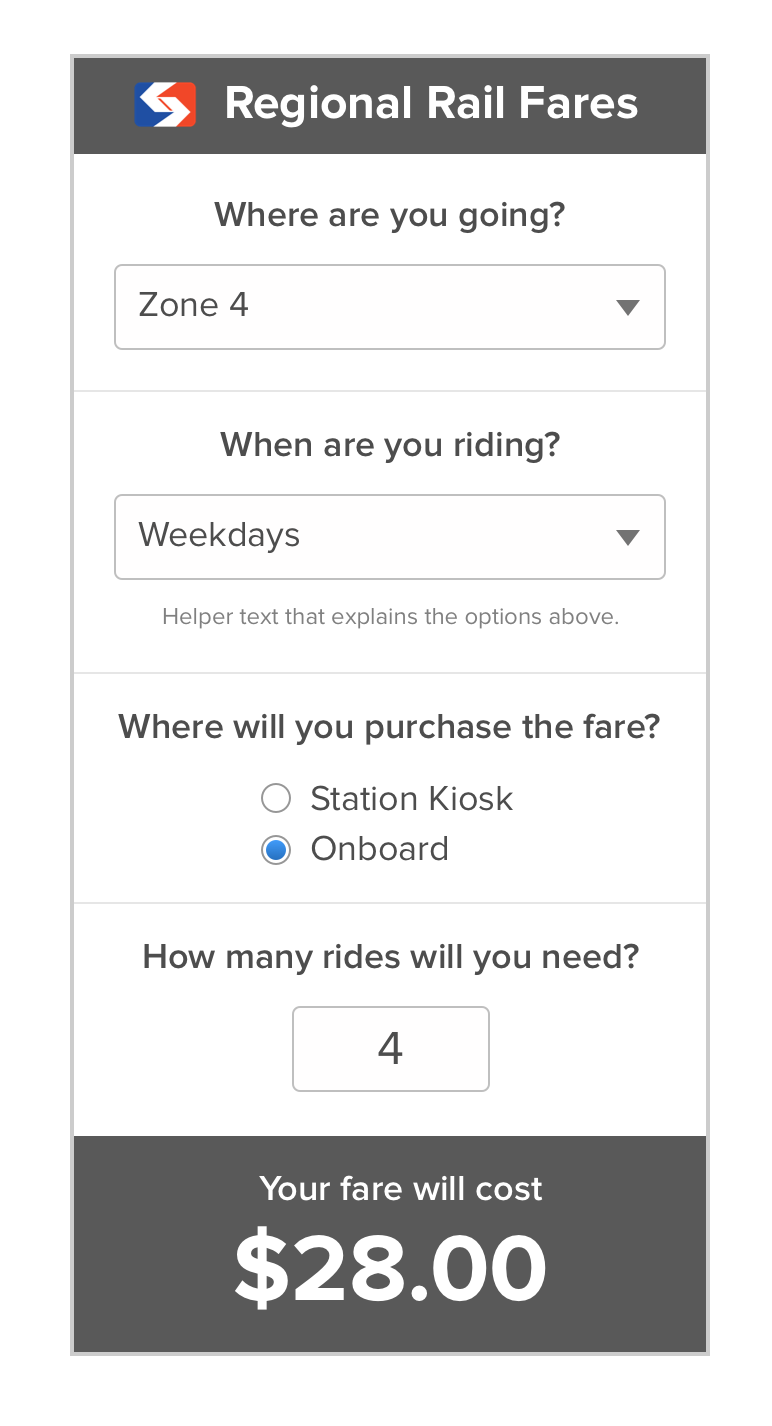 Regional Rail Fares
Where are you going?
Zone 4
When are you riding?
Weekdays
Helper text that explains the options above.
Where will you purchase the fare?
Station Kiosk
Onboard
How many rides will you need?
4
Your fare will cost
$28.00